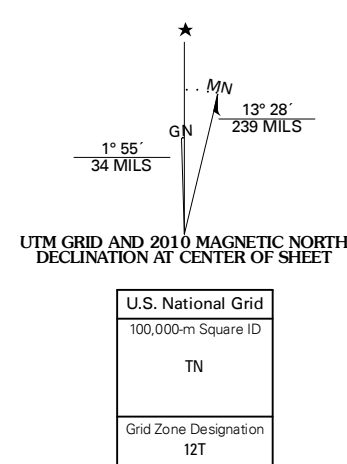 MN
13° 28´
239 MILS
GN
1° 55´
34 MILS
UTM GRID AND 2010 MAGNETIC NORTH
DECLINATION AT CENTER OF SHEET
U.S. National Grid
100,000-m Square ID
TN
Grid Zone Designation
12T